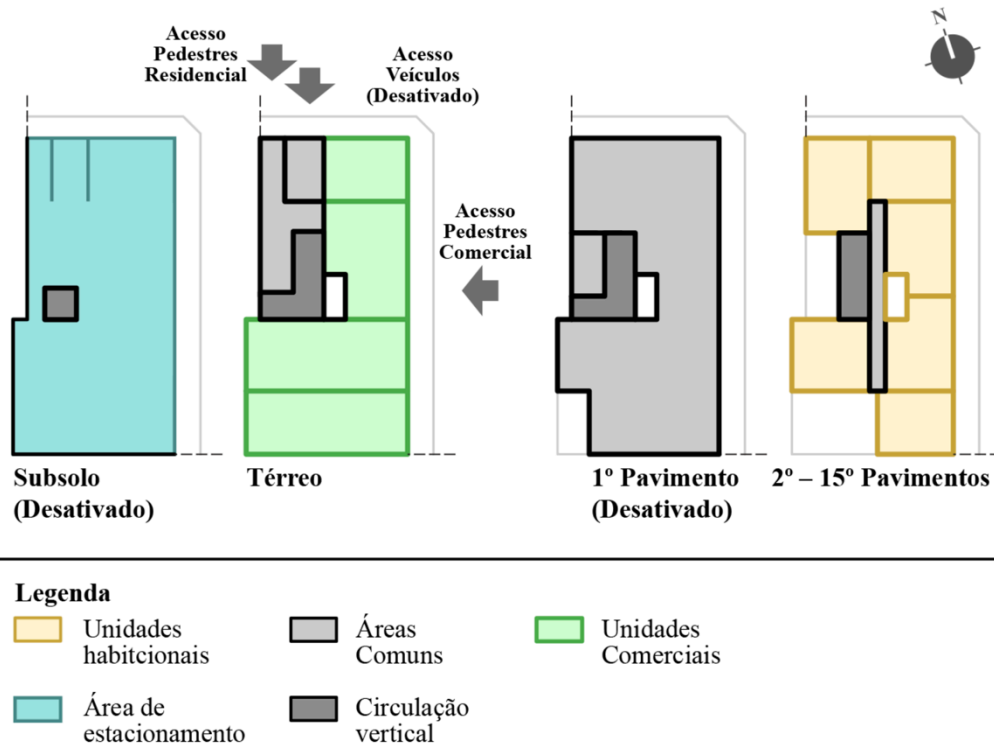 N
Acesso
Pedestres
Residencial
Acesso
Veículos
(Desativado)
Acesso
Pedestres
Comercial
Subsolo
(Desativado)
Térreo
1º Pavimento
(Desativado)
2º – 15º Pavimentos
Legenda
Unidades
habitcionais
Áreas
Comuns
Unidades
Comerciais
Área de
estacionamento
Circulação
vertical